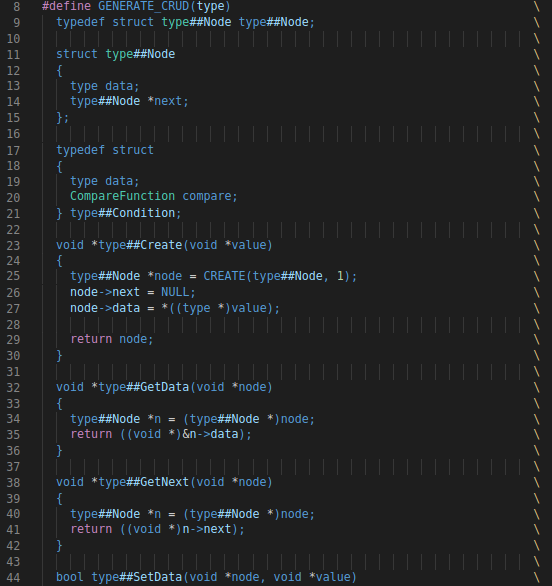 8 #define GENERATE_CRUD(type) \
9 typedef struct type##Node type##Node; \
10 \
11 struct type##Node \
12 { \
13 type data; \
14 type##Node *next; \
15 }; \
16 \
17 typedef struct \
18 { \
19 type data; \
20 CompareFunction compare; \
21 } type##Condition; \
22 \
23 void *type##Create(void *value) \
24 { \
25 type##Node *node = CREATE(type##Node, 1); \
26 node->next = NULL; \
27 node->data = *((type *)value); \
28 \
29 return node; \
30 } \
31 \
32 void *type##GetData(void *node) \
33 { \
34 type##Node *n = (type##Node *)node; \
35 return ((void *)&n->data); \
36 } \
37 \
38 void *type##GetNext(void *node) \
39 { \
40 type##Node *n = (type##Node *)node; \
41 return ((void *)n->next); \
42 } \
43 \
44 bool type##SetData(void *node, void *value) \